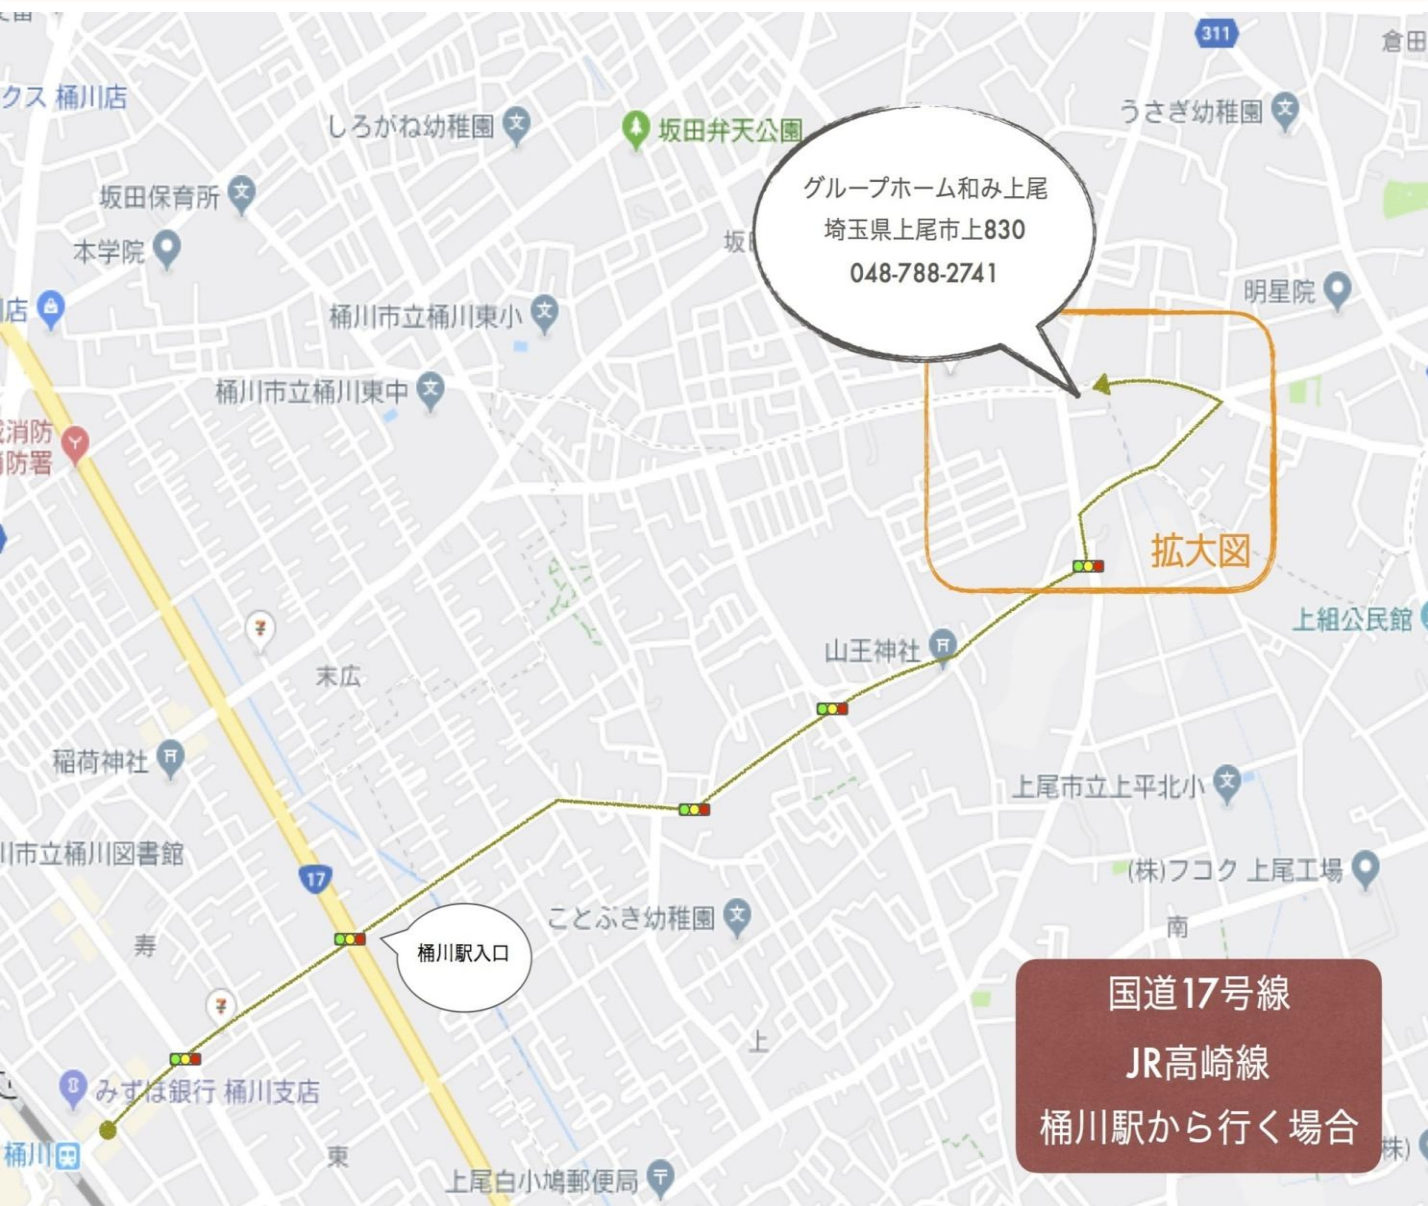 311
倉田
クス 桶川店
しろがね幼稚園
坂田弁天公園
うさぎ幼稚園
坂田保育所
本学院
グループホーム和み上尾
埼玉県上尾市上830
048-788-2741
坂
明星院
店
桶川市立桶川東小
桶川市立桶川東中
消防
防署
拡大図
上組公民館
山王神社
末広
稲荷神社
上尾市立上平北小
川市立桶川図書館
(株)フコク 上尾工場
17
ことぶき幼稚園
南
寿
桶川駅入口
国道17号線
JR高崎線
桶川駅から行く場合
上
みずほ銀行 桶川支店
桶川
東
上尾白小鳩郵便局
株)